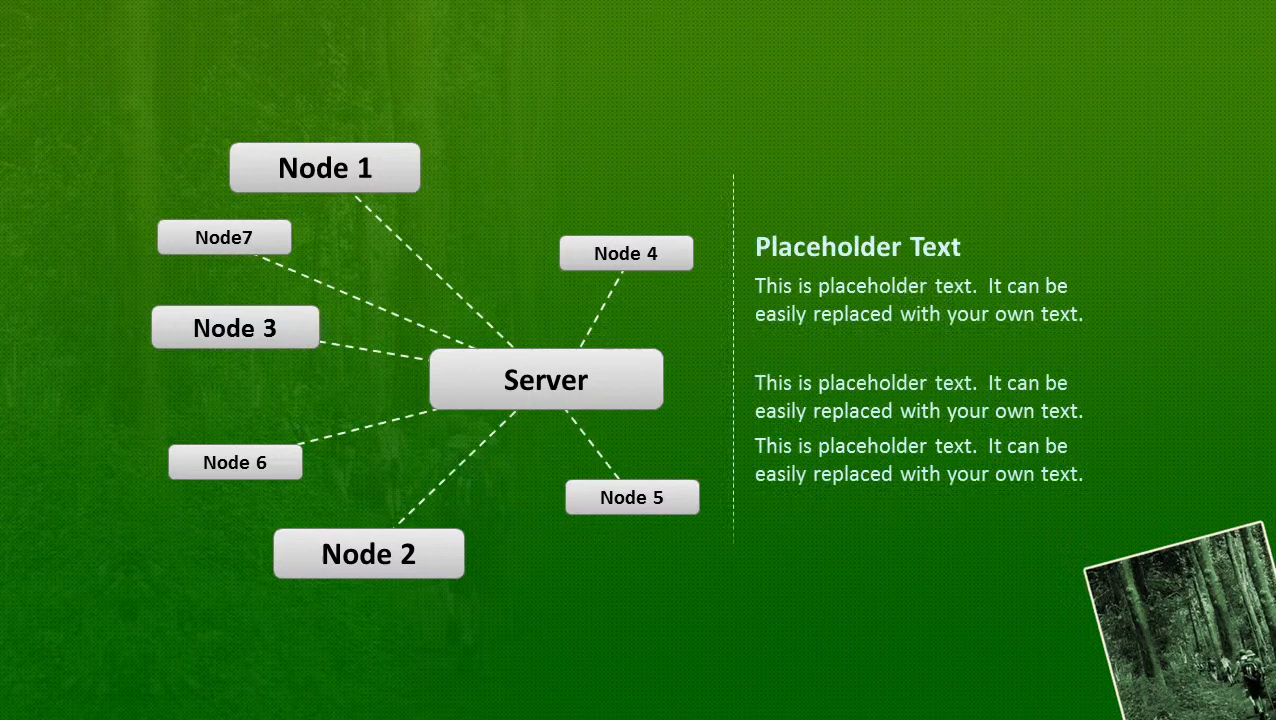 Node 1
Node7
Node 4
Node 3
Server
Node 6
Node 5
Node 2
Placeholder Text
This is placeholder text.  It can be
easily replaced with your own text.
This is placeholder text.  It can be
easily replaced with your own text.
This is placeholder text.  It can be
easily replaced with your own text.